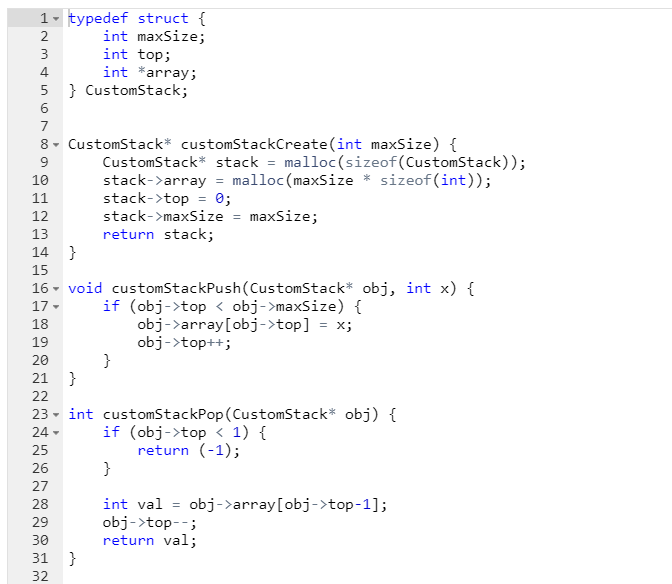 1 typedef struct {
2     int maxSize;
3     int top;
4     int *array;
5 } CustomStack;
6
7
8 CustomStack* customStackCreate(int maxSize) {
9     CustomStack* stack = malloc(sizeof(CustomStack));
10     stack->array = malloc(maxSize * sizeof(int));
11     stack->top = 0;
12     stack->maxSize = maxSize;
13     return stack;
14 }
15
16 void customStackPush(CustomStack* obj, int x) {
17     if (obj->top < obj->maxSize) {
18         obj->array[obj->top] = x;
19         obj->top++;
20     }
21 }
22
23 int customStackPop(CustomStack* obj) {
24     if (obj->top < 1) {
25         return (-1);
26     }
27
28     int val = obj->array[obj->top-1];
29     obj->top--;
30     return val;
31 }
32